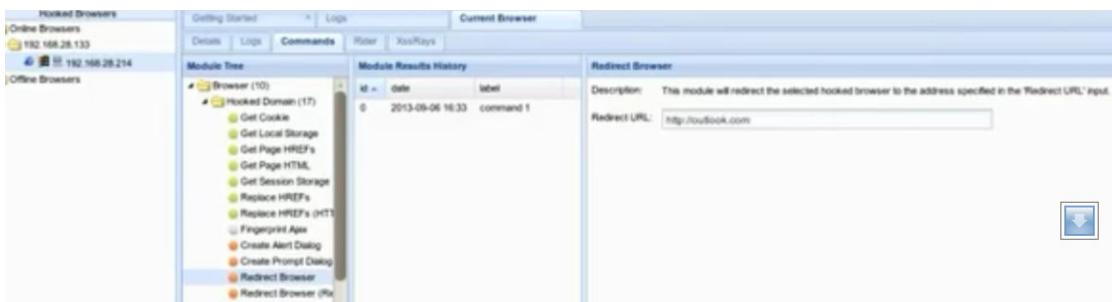 Hooked Browsers
Online Browsers
192.168.28.133
192.168.28.214
Offline Browsers
Getting Started
Logs
Current Browser
Details
Logs
Commands
Rider
XssRays
Module Tree
Browser (10)
Hooked Domain (17)
Get Cookie
Get Local Storage
Get Page HREFs
Get Page HTML
Get Session Storage
Replace HREFs
Replace HREFs (HTT
Fingerprint Ajax
Create Alert Dialog
Create Prompt Dialog
Redirect Browser
Redirect Browser (Ri
Module Results History
id date label
0 2013-09-06 16:33 command 1
Redirect Browser
Description: This module will redirect the selected hooked browser to the address specified in the 'Redirect URL' input.
Redirect URL: http://outlook.com